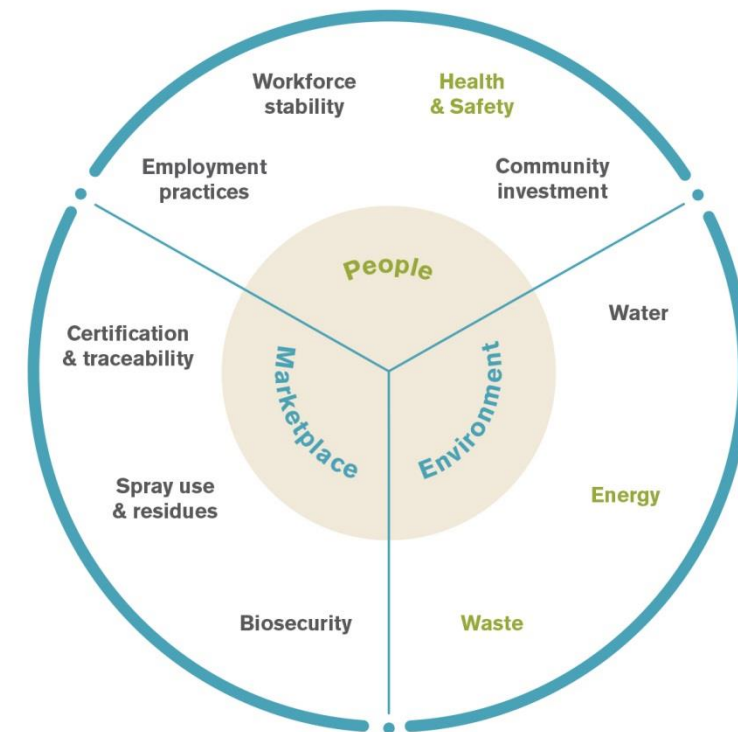 Workforce
stability
Health
& Safety
Employment
practices
Community
investment
People
Certification
& traceability
Marketplace
Environment
Water
Spray use
& residues
Energy
Biosecurity
Waste